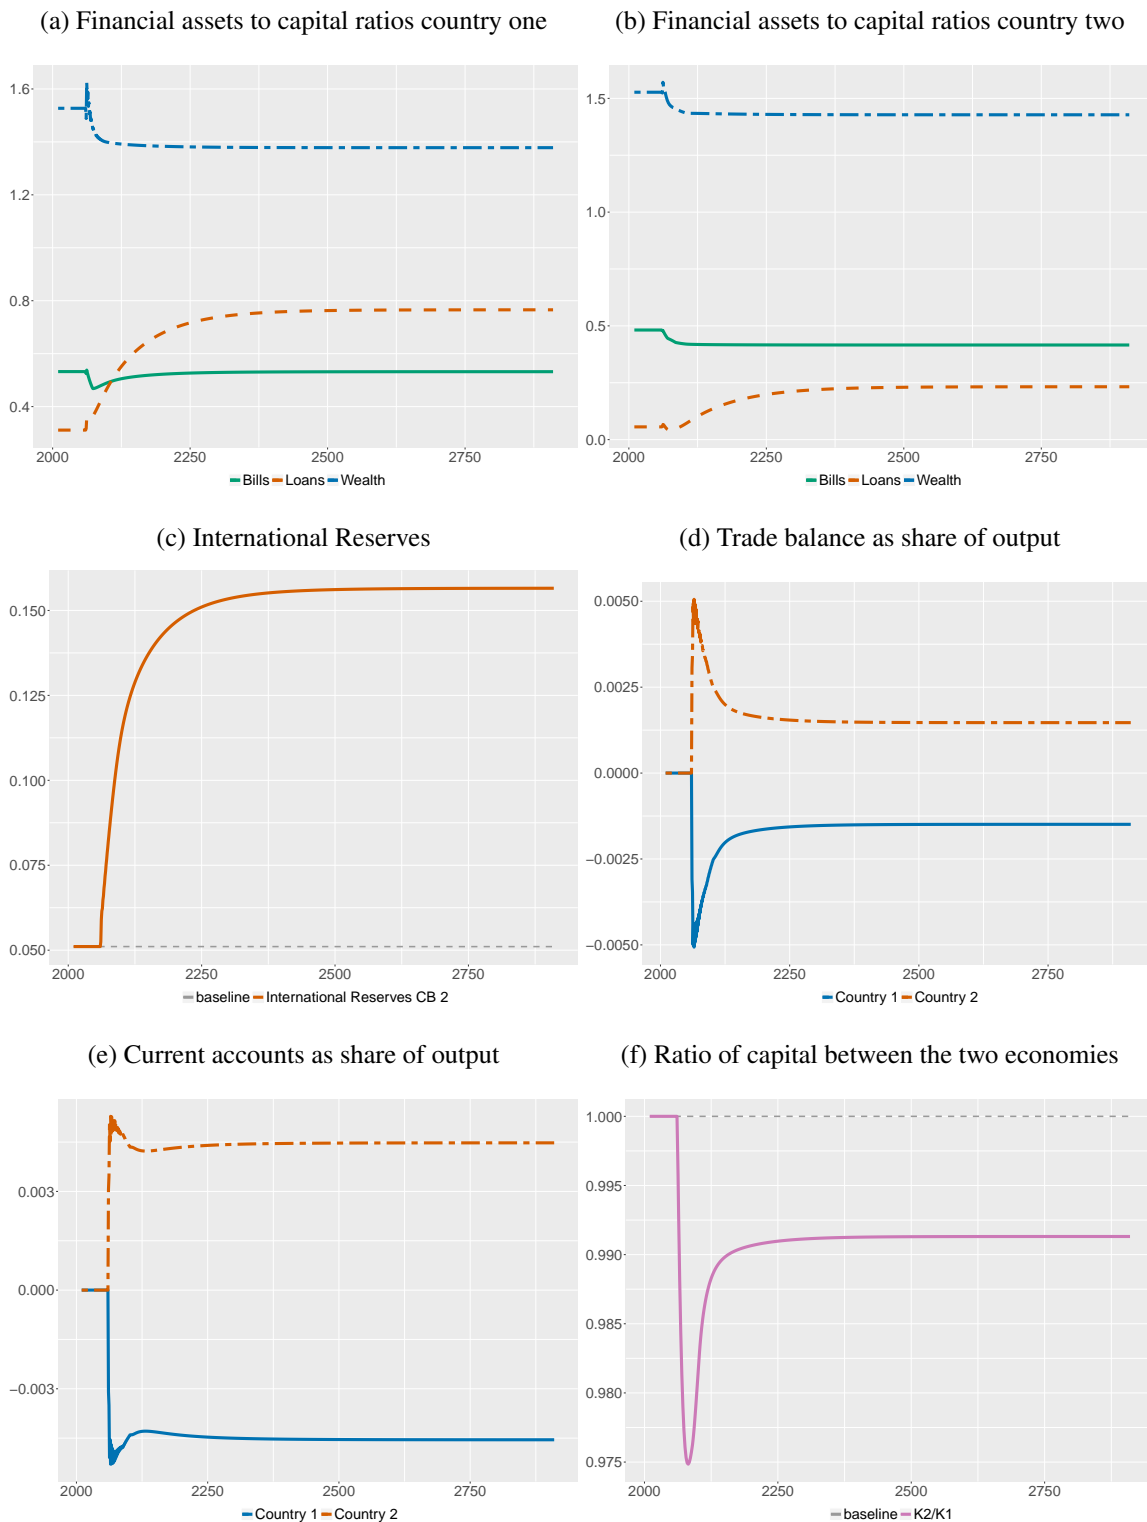 (a) Financial assets to capital ratios country one
(b) Financial assets to capital ratios country two
1.6
1.2
0.8
0.4
2000 2250 2500 2750
Bills Loans Wealth
1.5
1.0
0.5
0.0
2000 2250 2500 2750
Bills Loans Wealth
(c) International Reserves
(d) Trade balance as share of output
0.150
0.125
0.100
0.075
0.050
2000 2250 2500 2750
baseline International Reserves CB 2
0.0050
0.0025
0.0000
−0.0025
−0.0050
2000 2250 2500 2750
Country 1 Country 2
(e) Current accounts as share of output
(f) Ratio of capital between the two economies
0.003
0.000
−0.003
2000 2250 2500 2750
Country 1 Country 2
1.000
0.995
0.990
0.985
0.980
0.975
2000 2250 2500 2750
baseline K2/K1